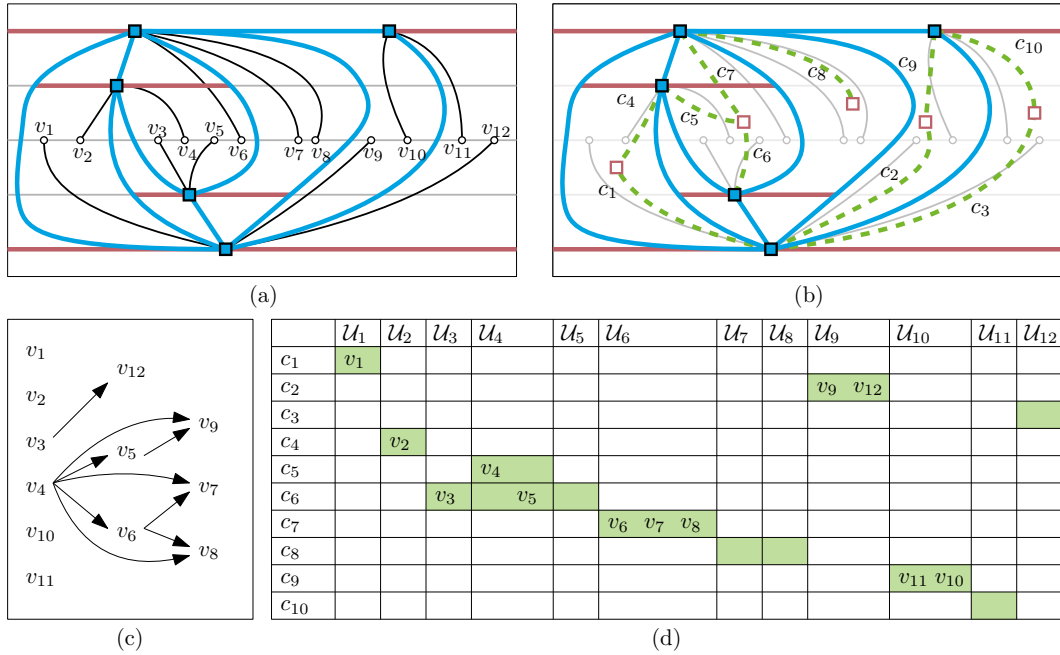 v1 v2 v3 v4 v5 v6 v7 v8 v9 v10 v11 v12
(a)
c1 c2 c3 c4 c5 c6 c7 c8 c9 c10
(b)
v1
v12
v2
v9
v3
v5
v4
v7
v10
v6
v8
v11
(c)
𝒰1 𝒰2 𝒰3 𝒰4 𝒰5 𝒰6 𝒰7 𝒰8 𝒰9 𝒰10 𝒰11 𝒰12
c1 v1
c2 v9 v12
c3
c4 v2
c5 v4
c6 v3 v5
c7 v6 v7 v8
c8
c9 v11 v10
c10
(d)